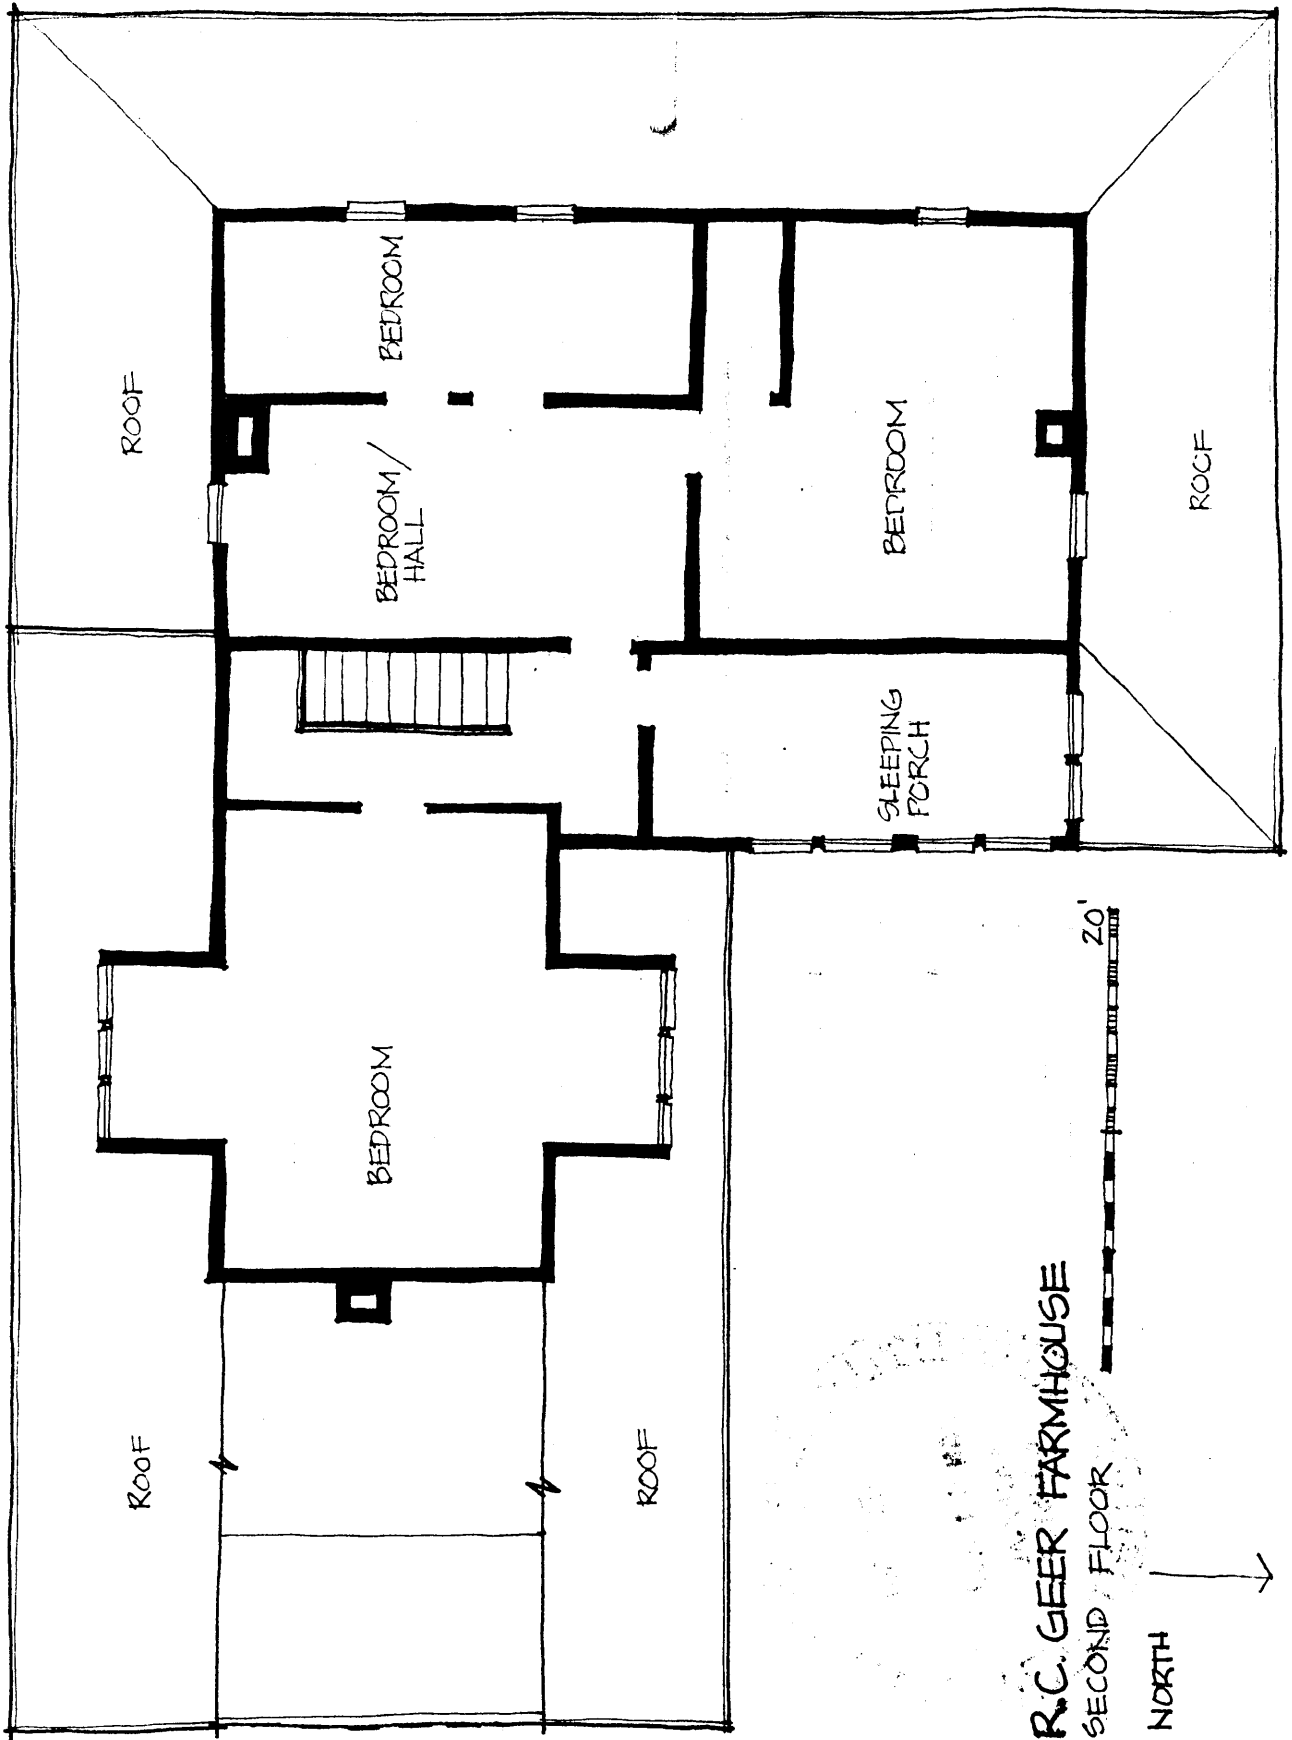 ROOF
BEDROOM
BEDROOM/
HALL
BEDROOM
ROOF
SLEEPING
PORCH
BEDROOM
ROOF
ROOF
20'
R.C. GEER FARMHOUSE
SECOND FLOOR
NORTH